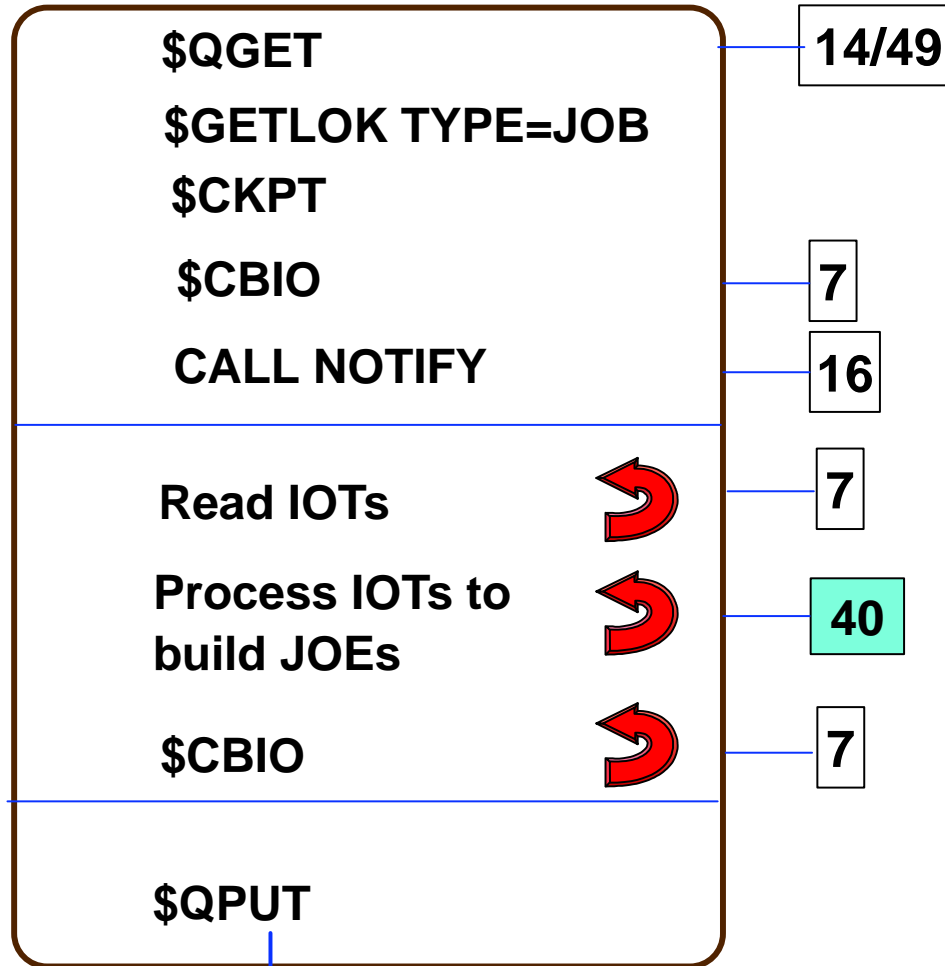 $QGET
14/49
$GETLOK TYPE=JOB
$CKPT
$CBIO
7
CALL NOTIFY
16
Read IOTs
7
Process IOTs to
build JOEs
40
$CBIO
7
$QPUT